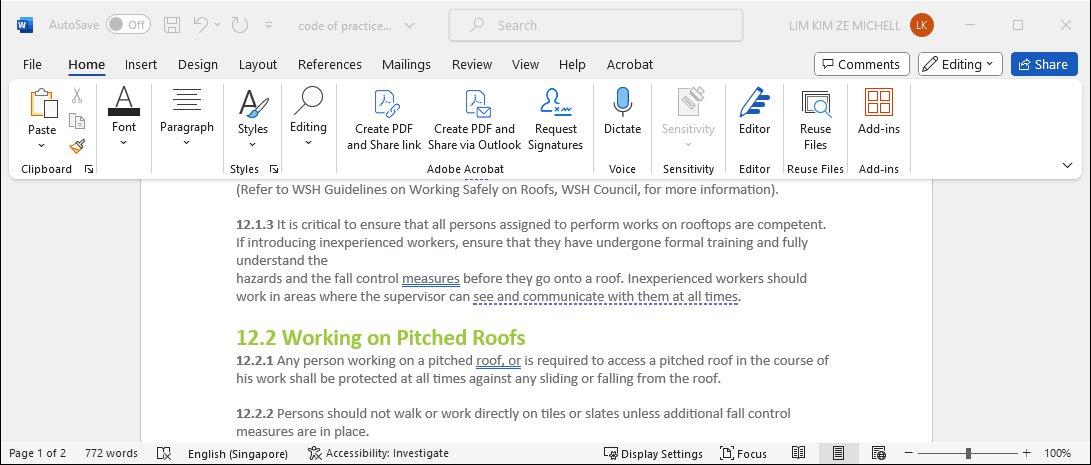 AutoSave Off code of practice... Search LIM KIM ZE MICHELL LK
File Home Insert Design Layout References Mailings Review View Help Acrobat Comments Editing Share
Paste Font Paragraph Styles Editing Create PDF and Share link Create PDF and Share via Outlook Request Signatures Dictate Sensitivity Editor Reuse Files Add-ins
Clipboard Styles Adobe Acrobat Voice Sensitivity Editor Reuse Files Add-ins
(Refer to WSH Guidelines on Working Safely on Roofs, WSH Council, for more information).
12.1.3 It is critical to ensure that all persons assigned to perform works on rooftops are competent.
If introducing inexperienced workers, ensure that they have undergone formal training and fully
understand the
hazards and the fall control measures before they go onto a roof. Inexperienced workers should
work in areas where the supervisor can see and communicate with them at all times.
12.2 Working on Pitched Roofs
12.2.1 Any person working on a pitched roof, or is required to access a pitched roof in the course of
his work shall be protected at all times against any sliding or falling from the roof.
12.2.2 Persons should not walk or work directly on tiles or slates unless additional fall control
measures are in place.
Page 1 of 2 772 words English (Singapore) Accessibility: Investigate Display Settings Focus 100%